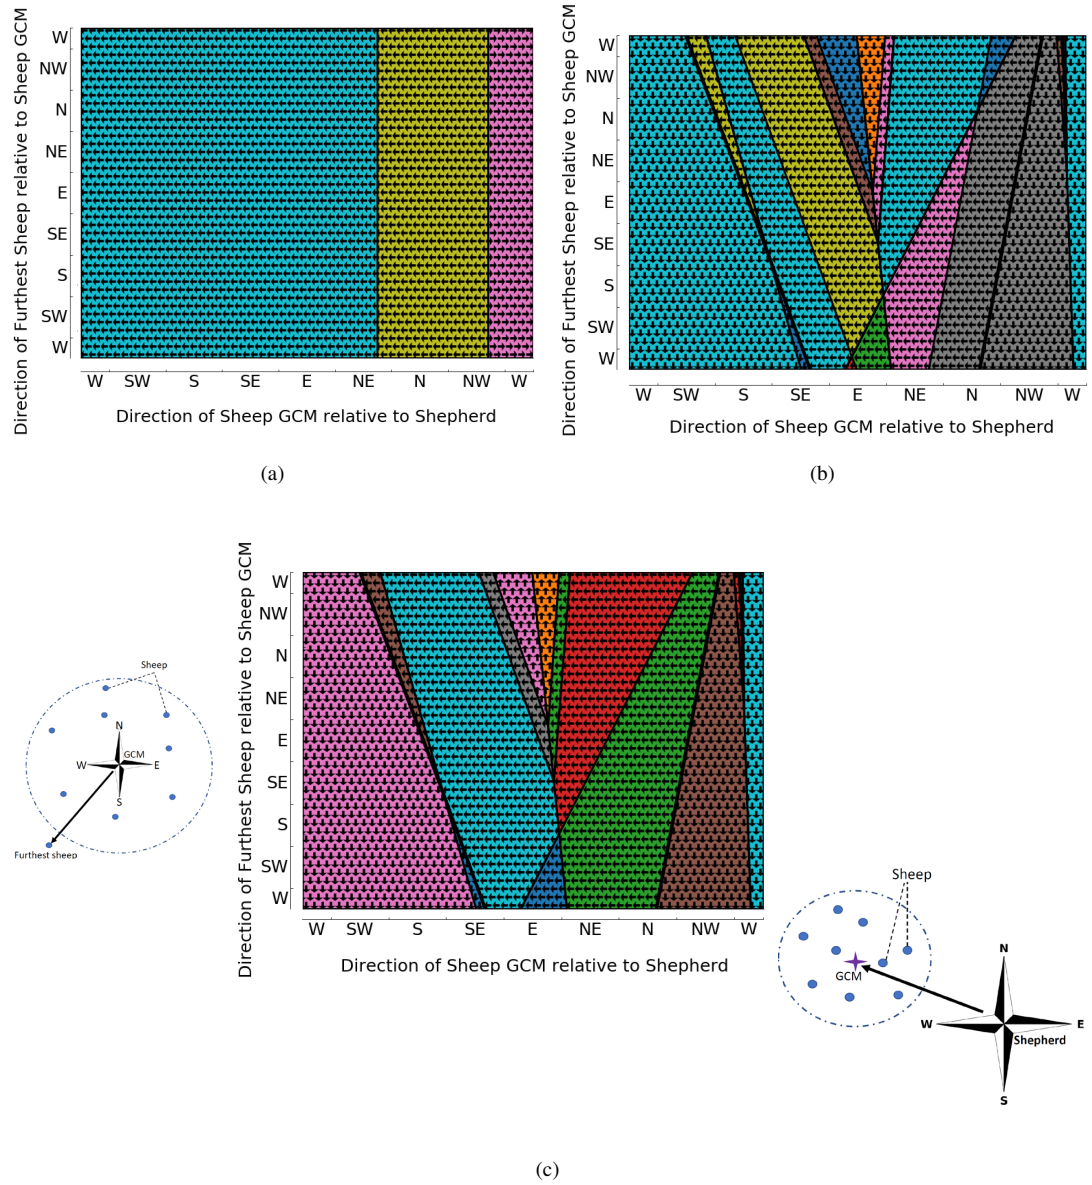 Direction of Furthest Sheep relative to Sheep GCM
W
NW
N
NE
E
SE
S
SW
W
W SW S SE E NE N NW W
Direction of Sheep GCM relative to Shepherd
(a)
Direction of Furthest Sheep relative to Sheep GCM
W
NW
N
NE
E
SE
S
SW
W
W SW S SE E NE N NW W
Direction of Sheep GCM relative to Shepherd
(b)
Sheep
N
GCM
W E
S
Furthest sheep
Direction of Furthest Sheep relative to Sheep GCM
W
NW
N
NE
E
SE
S
SW
W
W SW S SE E NE N NW W
Direction of Sheep GCM relative to Shepherd
Sheep
GCM
N
W E
Shepherd
S
(c)